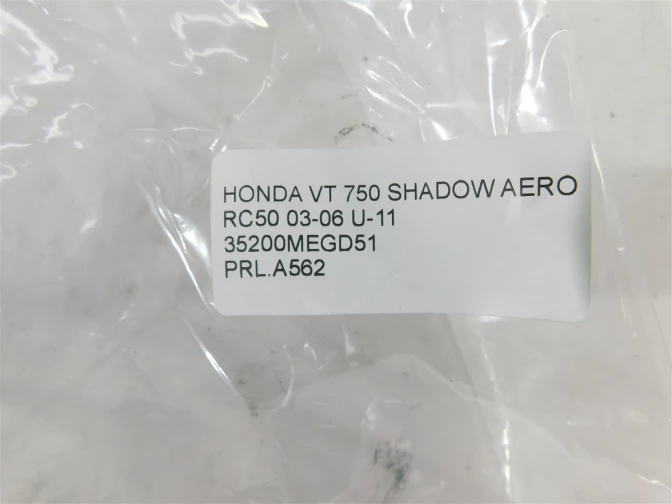 HONDA VT 750 SHADOW AERO
RC50 03-06 U-11
35200MEGD51
PRL.A562